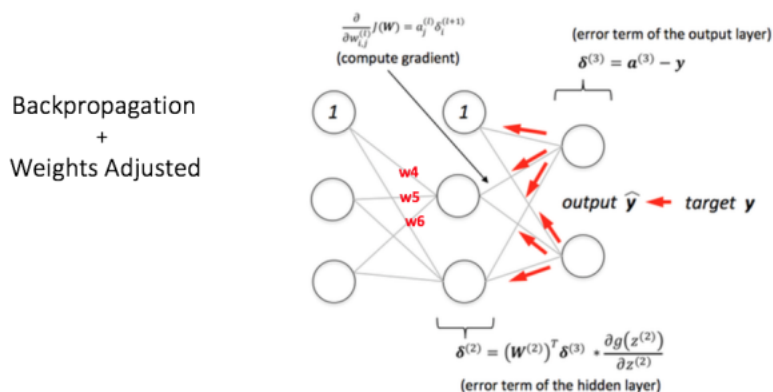 Backpropagation
+
Weights Adjusted
∂/∂w_{i,j}^{(l)} J(W) = a_j^{(l)} δ_i^{(l+1)}
(compute gradient)
(error term of the output layer)
δ^{(3)} = a^{(3)} − y
1
1
w4
w5
w6
output ŷ
target y
δ^{(2)} = (W^{(2)})^T δ^{(3)} * ∂g(z^{(2)})/∂z^{(2)}
(error term of the hidden layer)